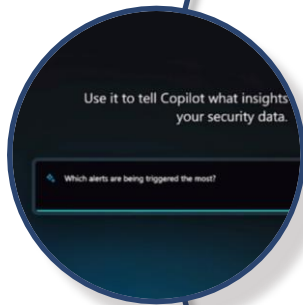 Use it to tell Copilot what insights
your security data.
Which alerts are being triggered the most?